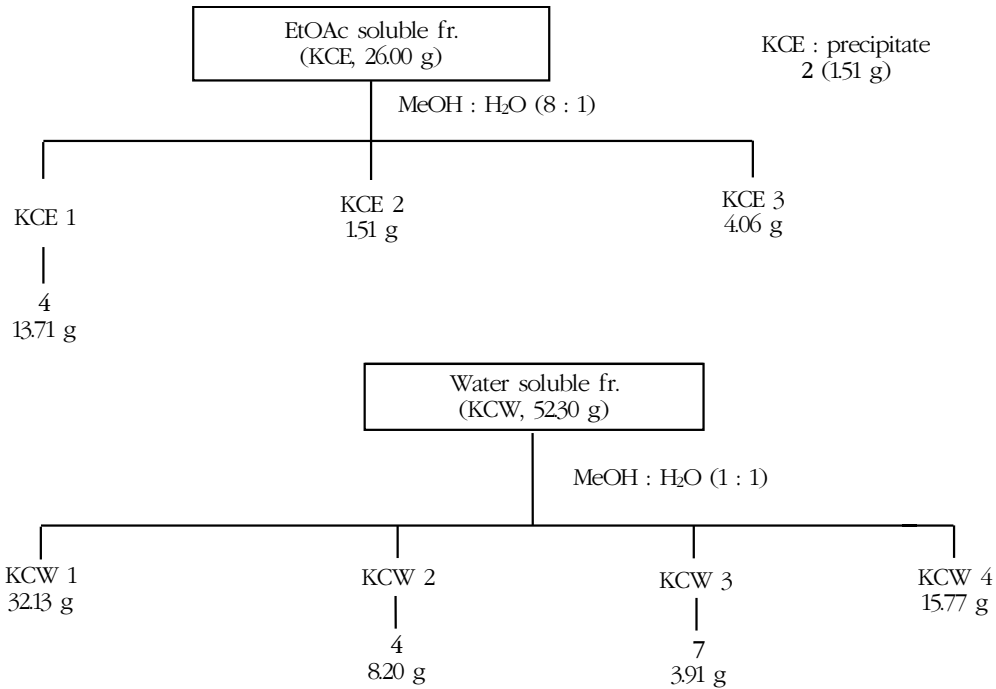 EtOAc soluble fr.
(KCE, 26.00 g)
KCE : precipitate
2 (1.51 g)
MeOH : H₂O (8 : 1)
KCE 1
KCE 2
1.51 g
KCE 3
4.06 g
4
13.71 g
Water soluble fr.
(KCW, 52.30 g)
MeOH : H₂O (1 : 1)
KCW 1
32.13 g
KCW 2
KCW 3
KCW 4
15.77 g
4
8.20 g
7
3.91 g